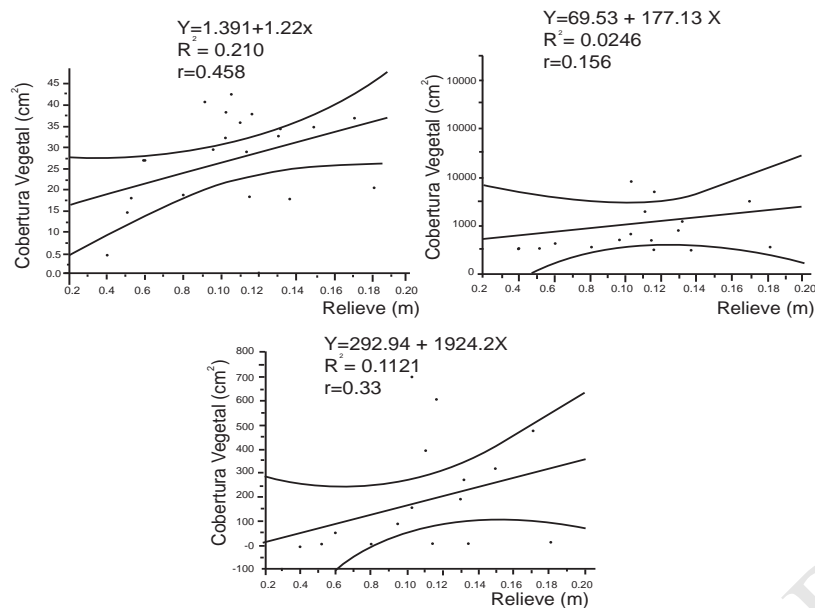 Y=1.391+1.22x
R²= 0.210
r=0.458
Cobertura Vegetal (cm²)
45
40
35
30
25
20
15
10
0.5
0.0
0.2 0.4 0.6 0.8 0.10 0.12 0.14 0.16 0.18 0.20
Relieve (m)
Y=69.53 + 177.13 X
R²= 0.0246
r=0.156
Cobertura Vegetal (cm²)
10000
10000
10000
1000
0
0.2 0.4 0.6 0.8 0.10 0.12 0.14 0.16 0.18 0.20
Relieve (m)
Y=292.94 + 1924.2X
R²= 0.1121
r=0.33
Cobertura Vegetal (cm²)
800
700
600
500
400
300
200
100
-0
-100
0.2 0.4 0.6 0.8 0.10 0.12 0.14 0.16 0.18 0.20
Relieve (m)